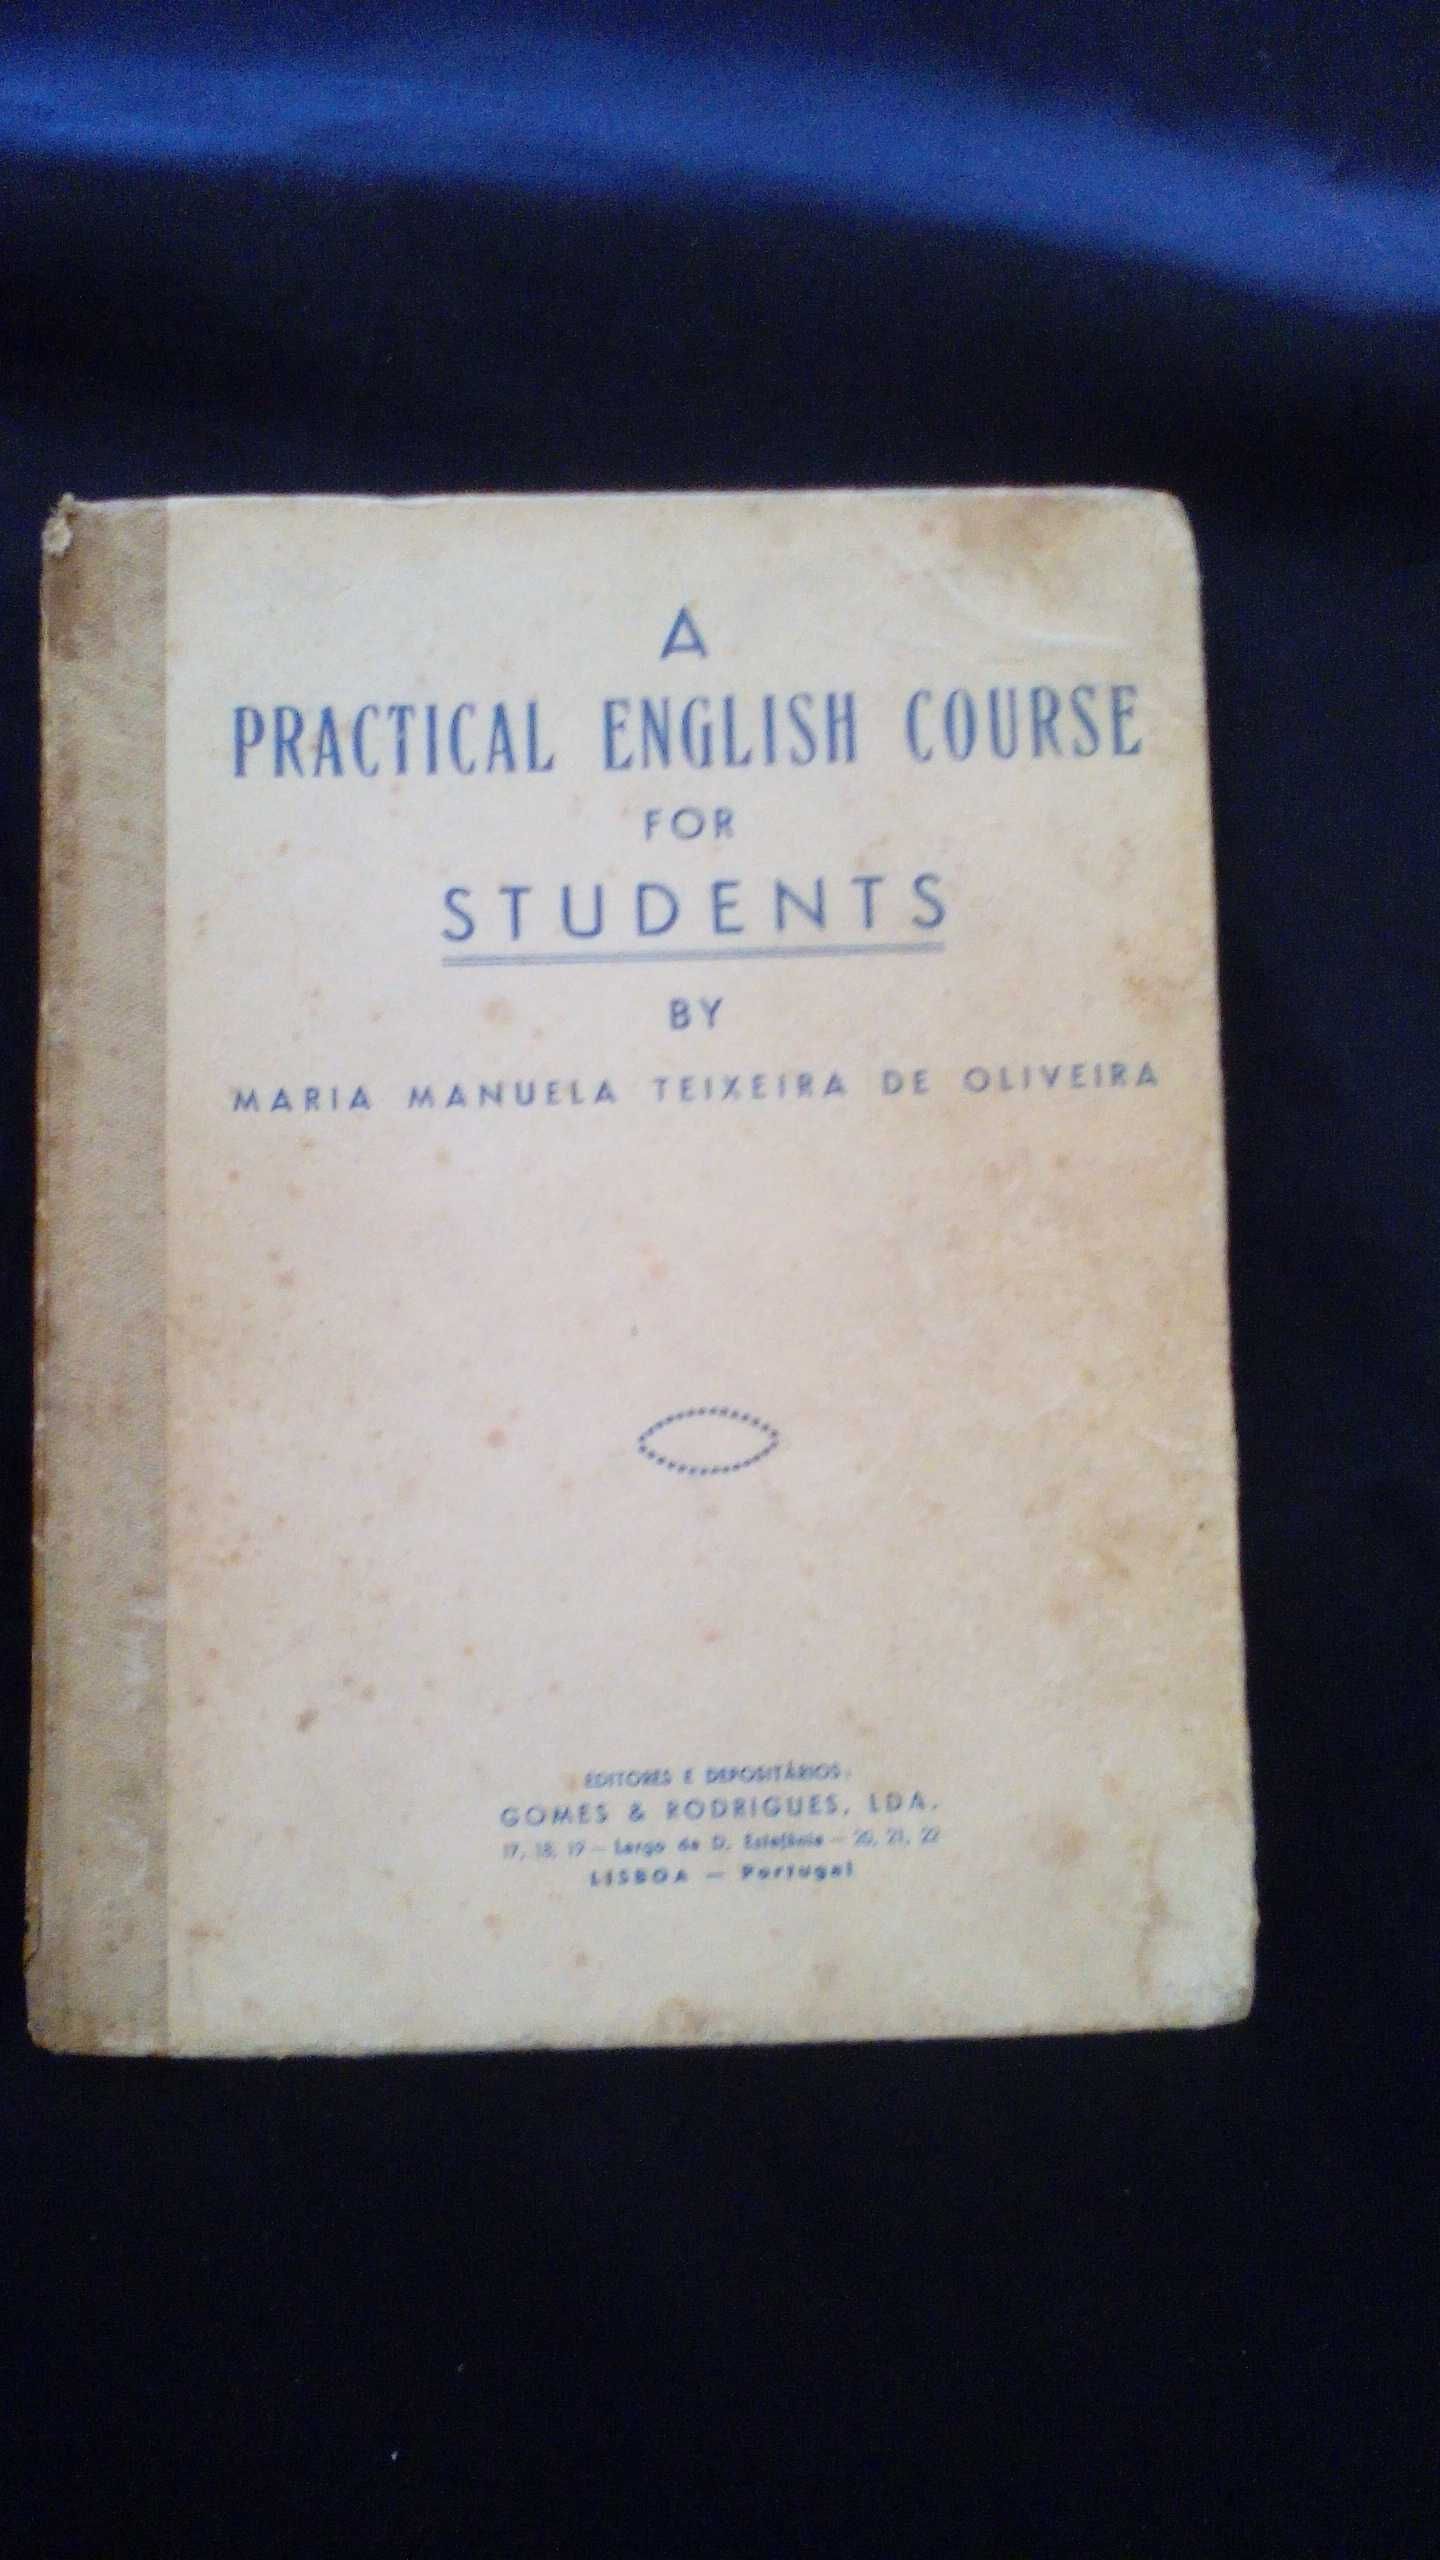 A
PRACTICAL ENGLISH COURSE
FOR
STUDENTS
BY
MARIA MANUELA TEIXEIRA DE OLIVEIRA
EDITORES E DEPOSITÁRIOS:
GOMES & RODRIGUES, LDA.
17, 18, 19 — Largo de D. Estefânia — 20, 21, 22
LISBOA — Portugal